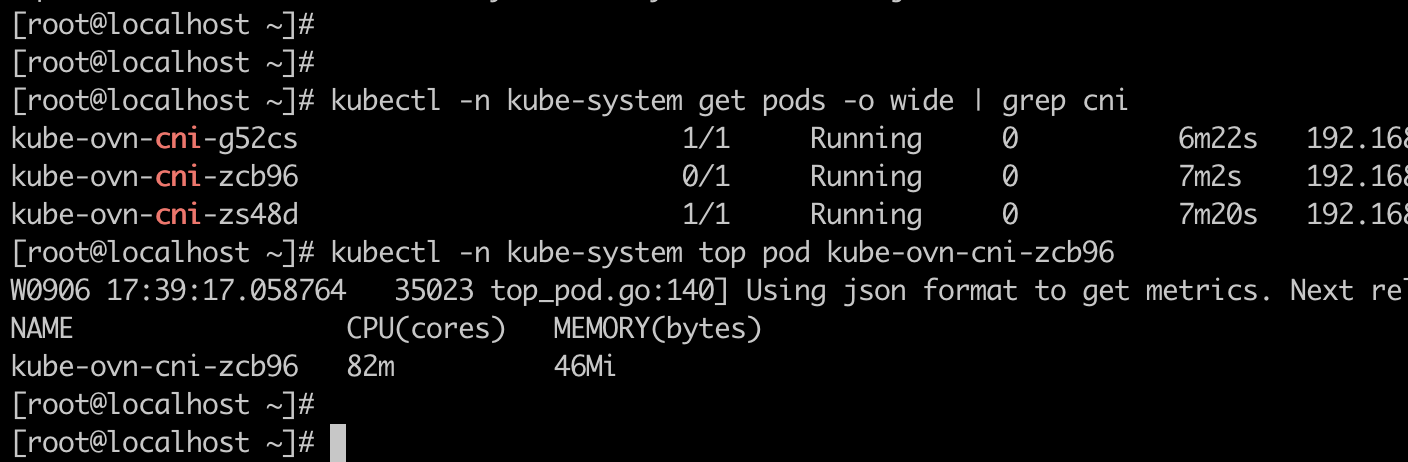 [root@localhost ~]#
[root@localhost ~]#
[root@localhost ~]# kubectl -n kube-system get pods -o wide | grep cni
kube-ovn-cni-g52cs 1/1 Running 0 6m22s 192.168
kube-ovn-cni-zcb96 0/1 Running 0 7m2s 192.168
kube-ovn-cni-zs48d 1/1 Running 0 7m20s 192.168
[root@localhost ~]# kubectl -n kube-system top pod kube-ovn-cni-zcb96
W0906 17:39:17.058764 35023 top_pod.go:140] Using json format to get metrics. Next rel
NAME CPU(cores) MEMORY(bytes)
kube-ovn-cni-zcb96 82m 46Mi
[root@localhost ~]#
[root@localhost ~]#